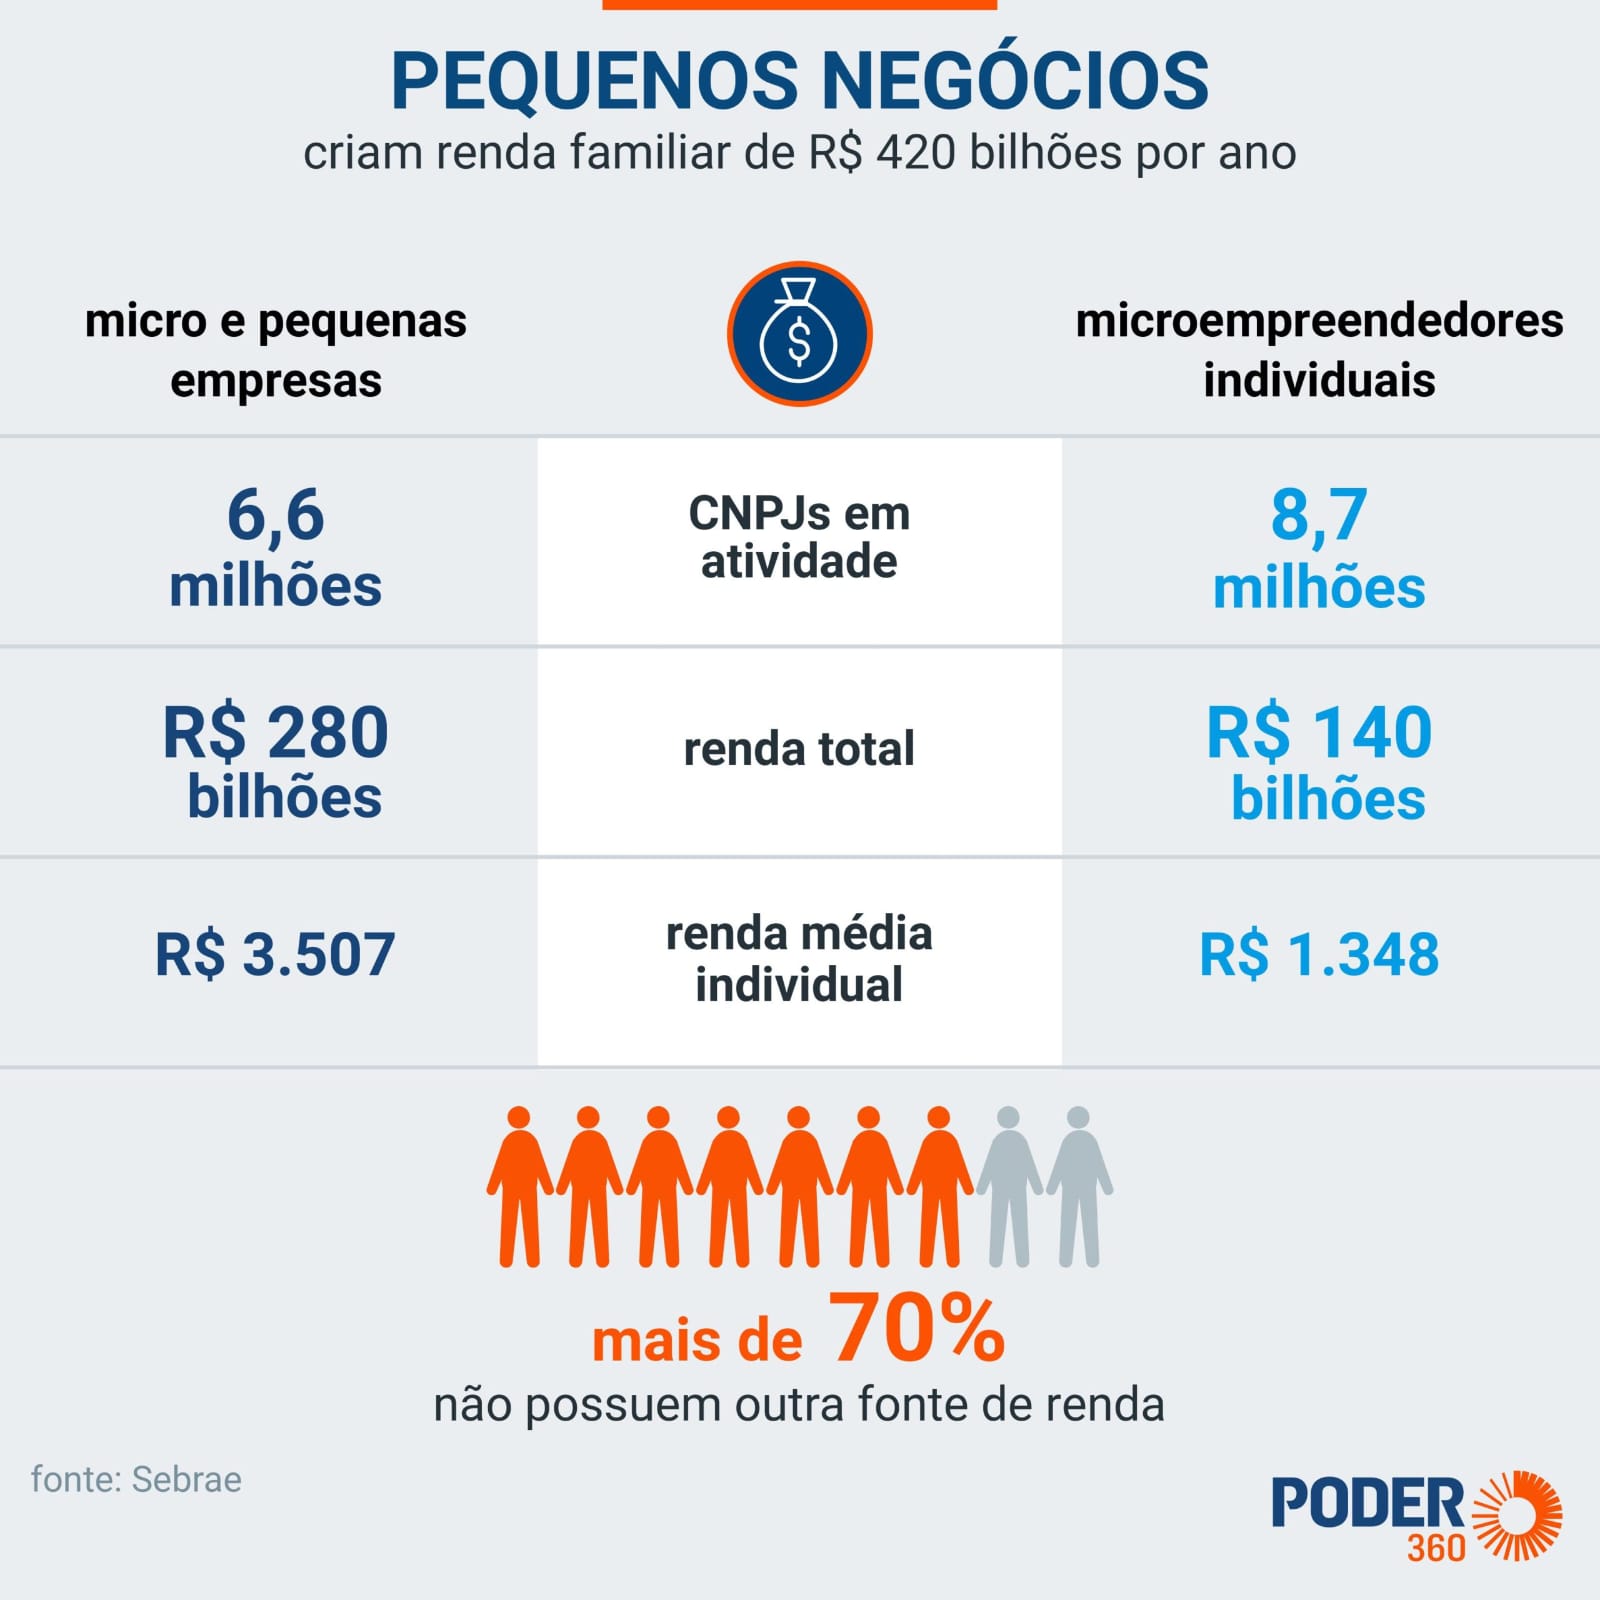 PEQUENOS NEGÓCIOS
criam renda familiar de R$ 420 bilhões por ano
micro e pequenas
empresas
$
microempreendedores
individuais
6,6
milhões
CNPJs em
atividade
8,7
milhões
R$ 280
bilhões
renda total
R$ 140
bilhões
R$ 3.507
renda média
individual
R$ 1.348
mais de 70%
não possuem outra fonte de renda
fonte: Sebrae
PODER
360